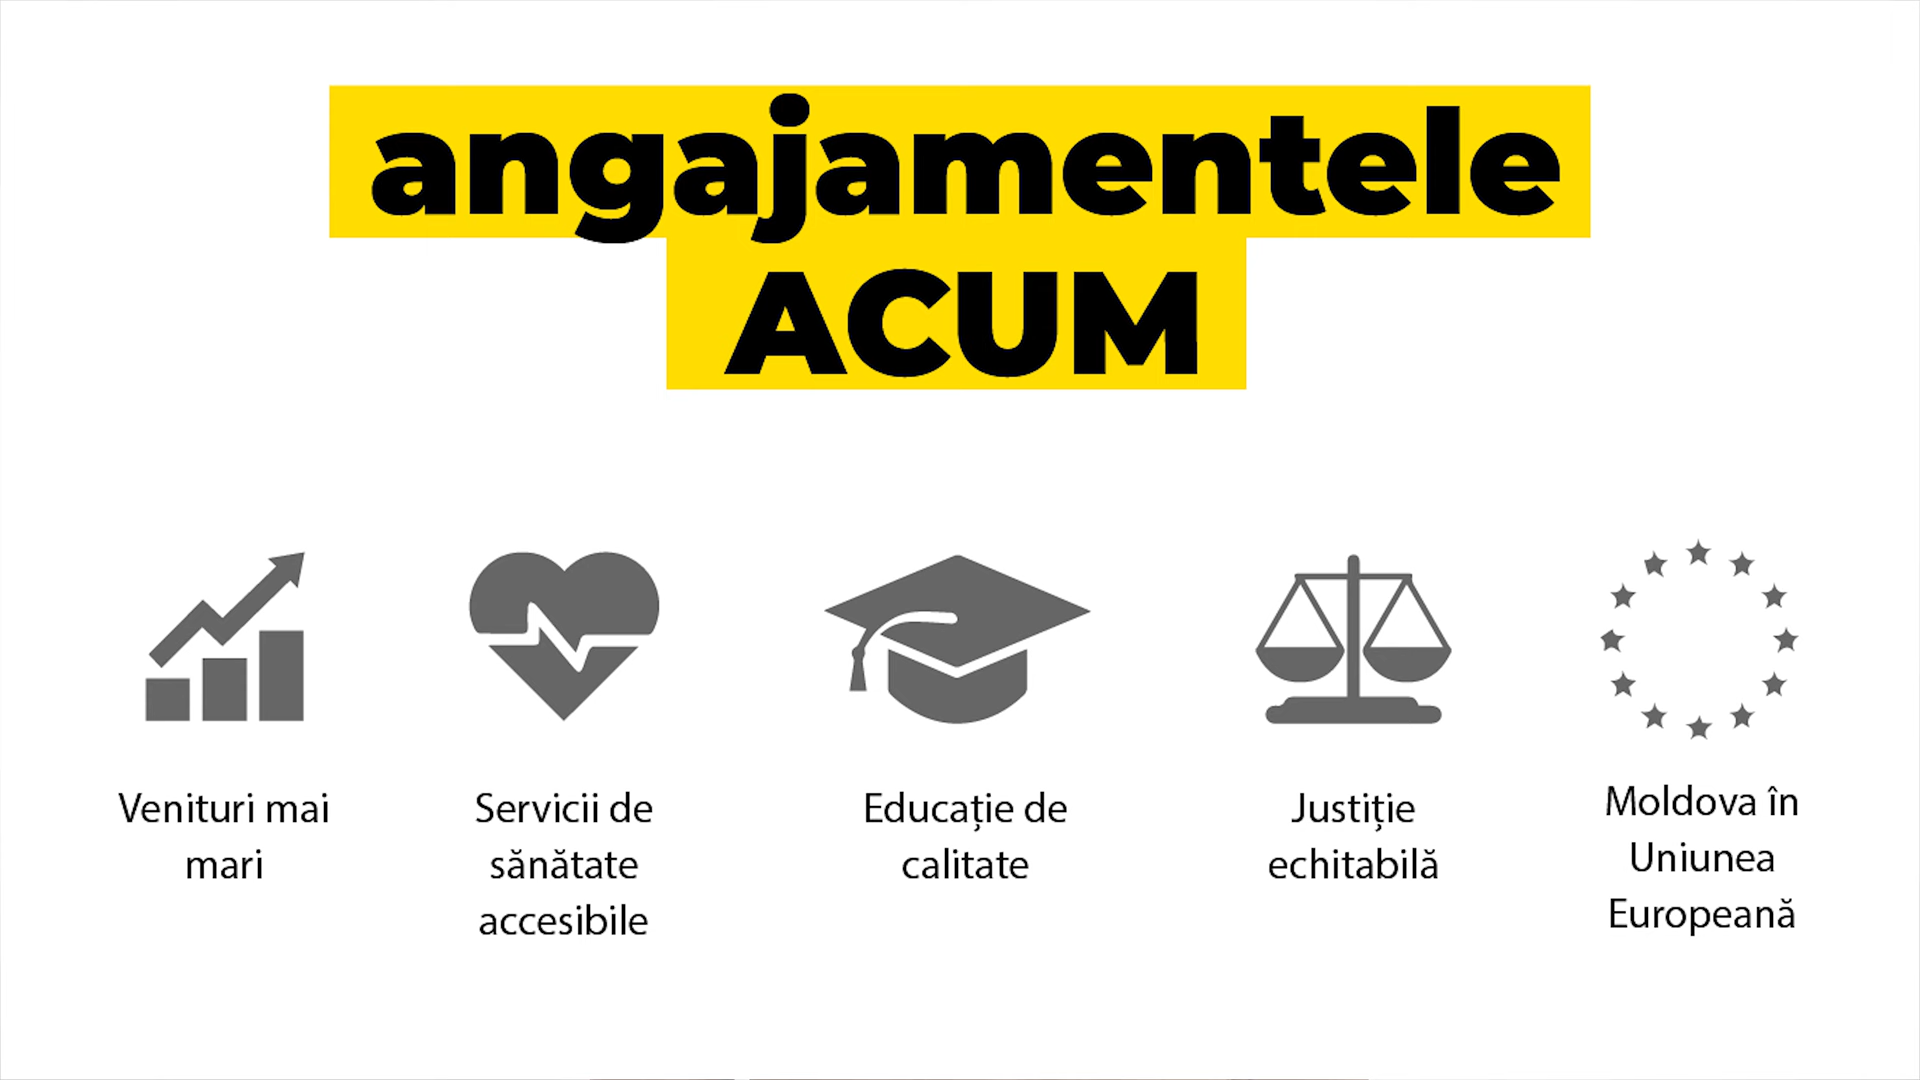 angajamentele
ACUM
Venituri mai
mari
Servicii de
sănătate
accesibile
Educație de
calitate
Justiție
echitabilă
Moldova în
Uniunea
Europeană